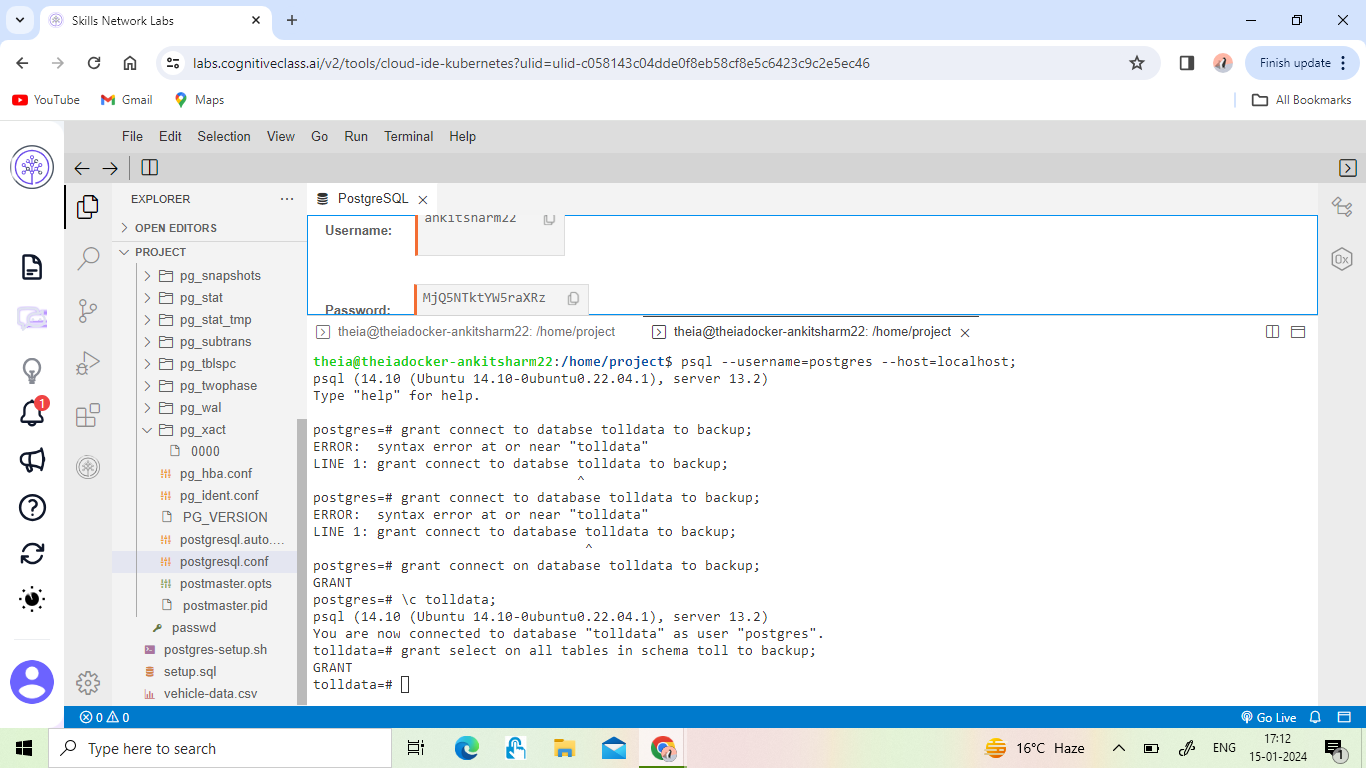 Skills Network Labs
labs.cognitiveclass.ai/v2/tools/cloud-ide-kubernetes?ulid=ulid-c058143c04dde0f8eb58cf8e5c6423c9c2e5ec46
Finish update
YouTube
Gmail
Maps
All Bookmarks
File Edit Selection View Go Run Terminal Help
EXPLORER
PostgreSQL
OPEN EDITORS
PROJECT
pg_snapshots
pg_stat
pg_stat_tmp
pg_subtrans
pg_tblspc
pg_twophase
pg_wal
pg_xact
0000
pg_hba.conf
pg_ident.conf
PG_VERSION
postgresql.auto....
postgresql.conf
postmaster.opts
postmaster.pid
passwd
postgres-setup.sh
setup.sql
vehicle-data.csv
1
Username:
ankitsharm22
Password:
MjQ5NTktYW5raXRz
0x
theia@theiadocker-ankitsharm22: /home/project
theia@theiadocker-ankitsharm22: /home/project
theia@theiadocker-ankitsharm22:/home/project$ psql --username=postgres --host=localhost;
psql (14.10 (Ubuntu 14.10-0ubuntu0.22.04.1), server 13.2)
Type "help" for help.
postgres=# grant connect to databse tolldata to backup;
ERROR:  syntax error at or near "tolldata"
LINE 1: grant connect to databse tolldata to backup;
^
postgres=# grant connect to database tolldata to backup;
ERROR:  syntax error at or near "tolldata"
LINE 1: grant connect to database tolldata to backup;
^
postgres=# grant connect on database tolldata to backup;
GRANT
postgres=# \c tolldata;
psql (14.10 (Ubuntu 14.10-0ubuntu0.22.04.1), server 13.2)
You are now connected to database "tolldata" as user "postgres".
tolldata=# grant select on all tables in schema toll to backup;
GRANT
tolldata=#
0 0
Go Live
Type here to search
16°C Haze
ENG
17:12
15-01-2024
1